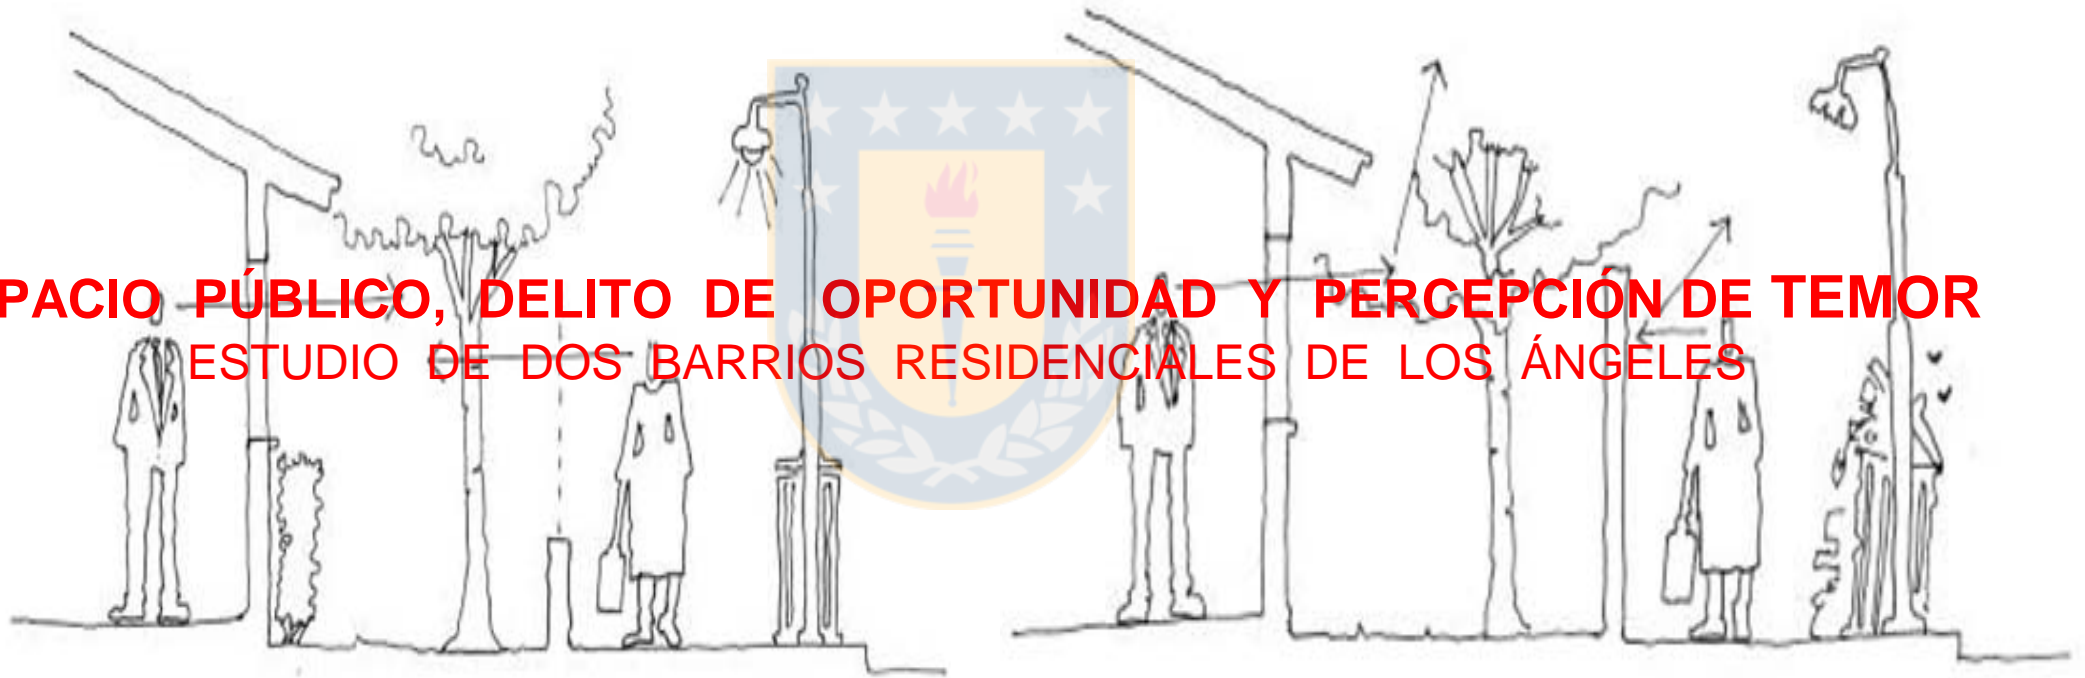 PACIO PÚBLICO, DELITO DE OPORTUNIDAD Y PERCEPCIÓN DE TEMOR
ESTUDIO DE DOS BARRIOS RESIDENCIALES DE LOS ÁNGELES